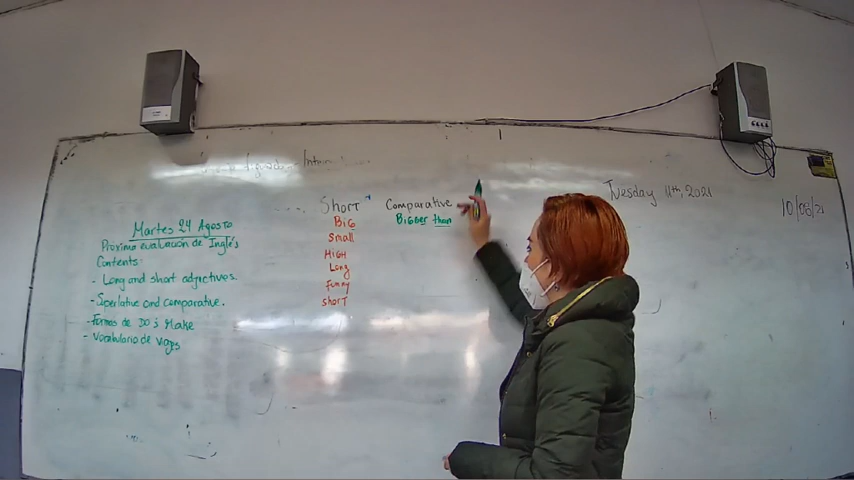 Martes 24 Agosto
Próxima evaluación de Inglés
Contents:
- Long and short adjectives.
- Superlative and comparative.
- Formas de DO y Make
- Vocabulario de viajes
Short
BIG
Small
HIGH
Long
Funny
short
Comparative
BIGGer than
Tuesday 11th, 2021
10/08/21